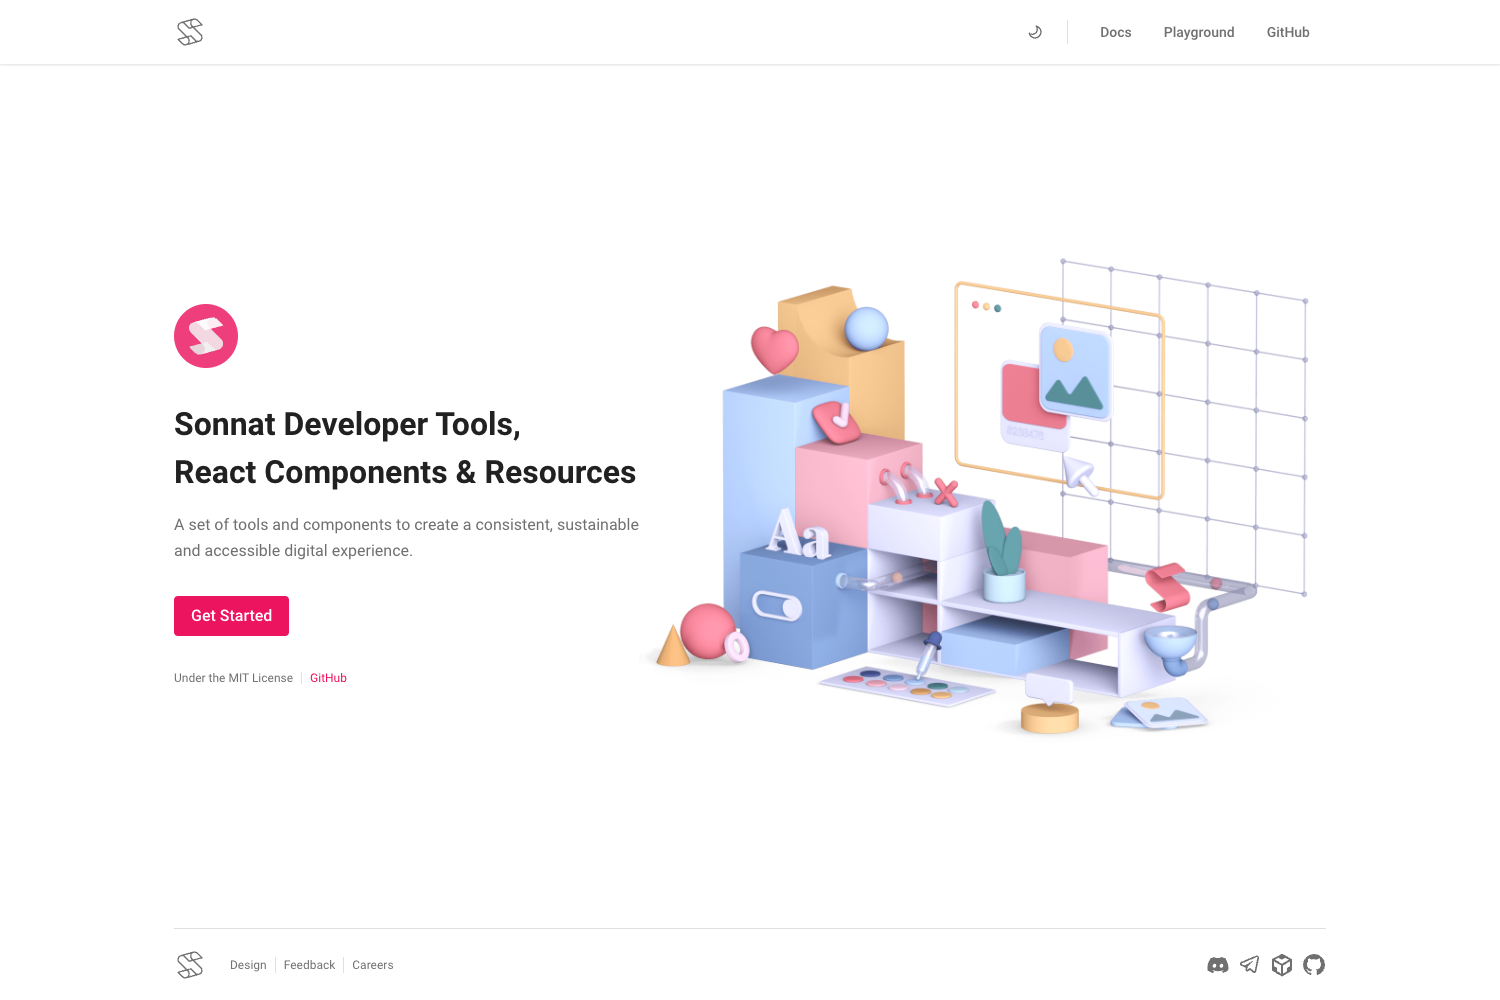 Docs
Playground
GitHub
Sonnat Developer Tools,
React Components & Resources
A set of tools and components to create a consistent, sustainable
and accessible digital experience.
Get Started
Under the MIT License
GitHub
Aa
Design
Feedback
Careers